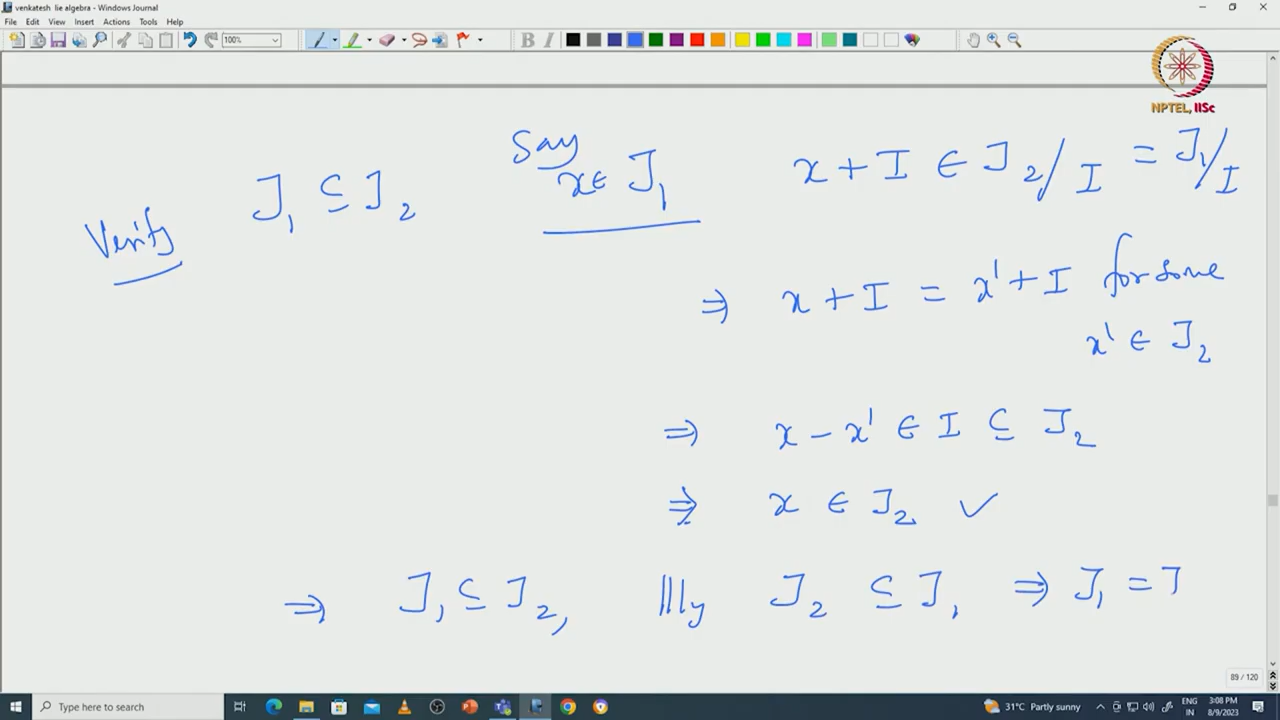 venkatesh lie algebra - Windows Journal
File Edit View Insert Actions Tools Help
100%
NPTEL, IISc
Verify J₁ ⊆ J₂ Say x ∈ J₁ x + I ∈ J₂/I = J₁/I
⇒ x + I = x' + I for some
x' ∈ J₂
⇒ x - x' ∈ I ⊆ J₂
⇒ x ∈ J₂ ✓
⇒ J₁ ⊆ J₂, |||ly J₂ ⊆ J₁ ⇒ J₁ = J
89 / 120
Type here to search
31°C Partly sunny
ENG
IN
3:08 PM
8/9/2023